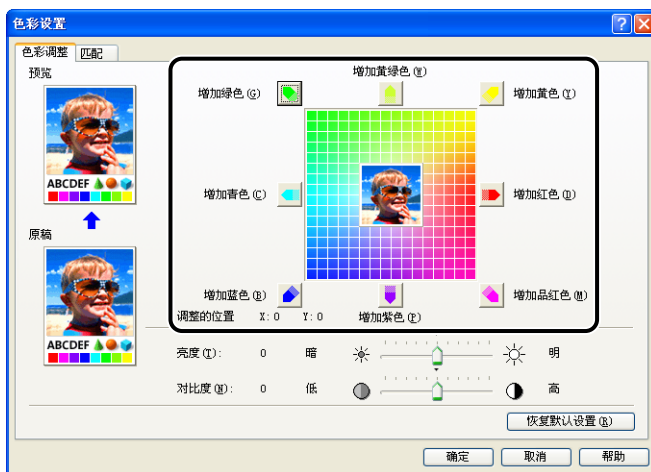 色彩设置
色彩调整 匹配
预览
ABCDEF
原稿
ABCDEF
增加黄绿色(W)
增加绿色(G) 增加黄色(Y)
增加青色(C) 增加红色(D)
增加蓝色(B) 增加品红色(M)
调整的位置 X: 0 Y: 0 增加紫色(P)
亮度(T): 0 暗 明
对比度(N): 0 低 高
恢复默认设置(R)
确定 取消 帮助